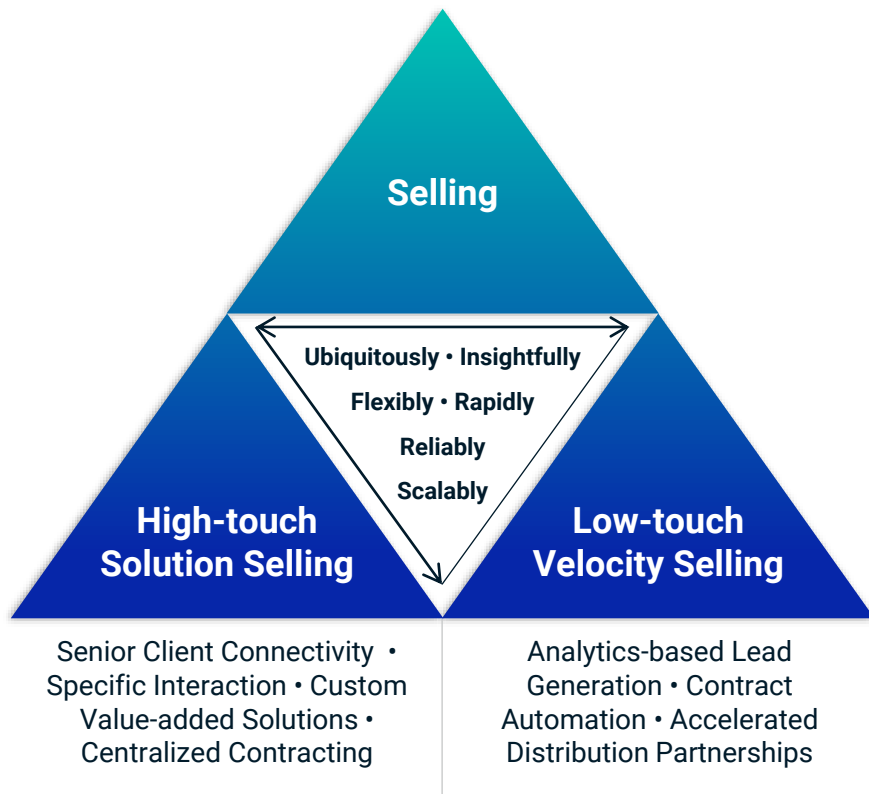 Selling
Ubiquitously • Insightfully
Flexibly • Rapidly
Reliably
Scalably
High-touch
Solution Selling
Low-touch
Velocity Selling
Senior Client Connectivity •
Specific Interaction • Custom
Value-added Solutions •
Centralized Contracting
Analytics-based Lead
Generation • Contract
Automation • Accelerated
Distribution Partnerships